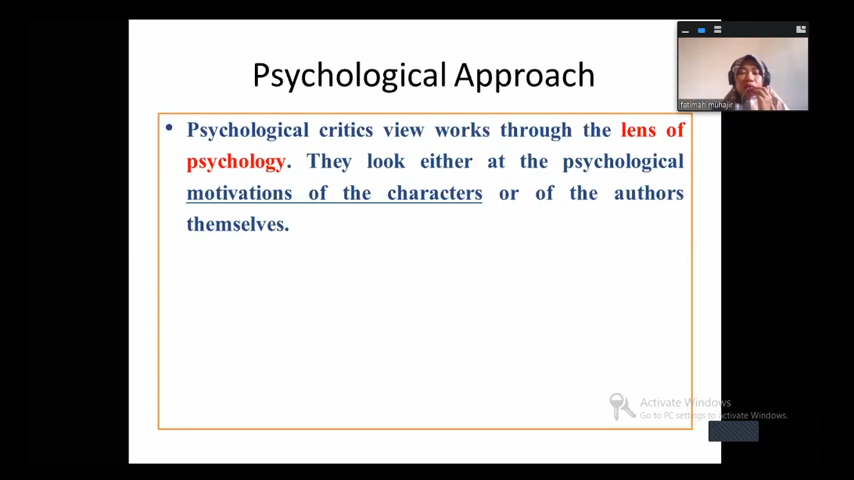 Psychological Approach
fatimah muhajir
• Psychological critics view works through the lens of
psychology. They look either at the psychological
motivations of the characters or of the authors
themselves.
Activate Windows
Go to PC settings to activate Windows.